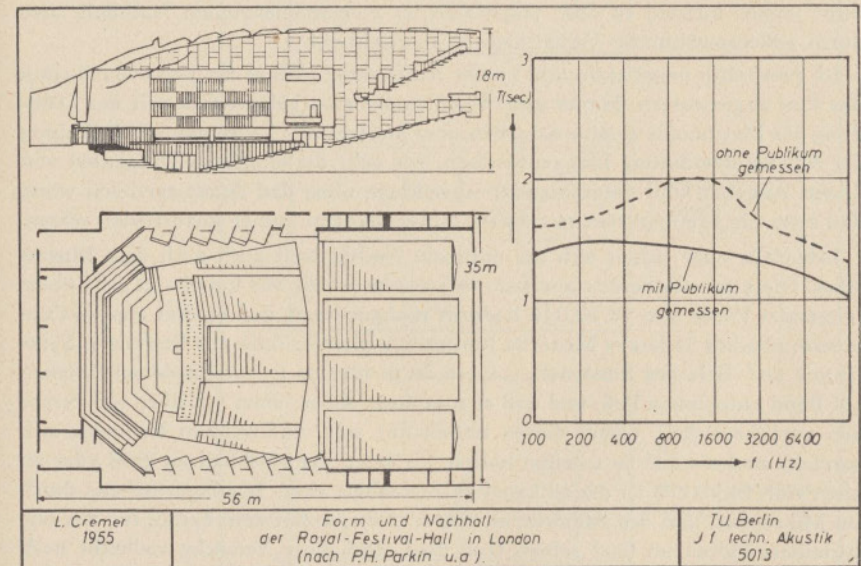 18m
35m
56 m
3
T(sec)
2
1
0
ohne Publikum
gemessen
mit Publikum
gemessen
100 200 400 800 1600 3200 6400
f (Hz)
L. Cremer
1955
Form und Nachhall
der Royal-Festival-Hall in London
(nach P.H. Parkin u.a.).
TU Berlin
J f techn. Akustik
5013